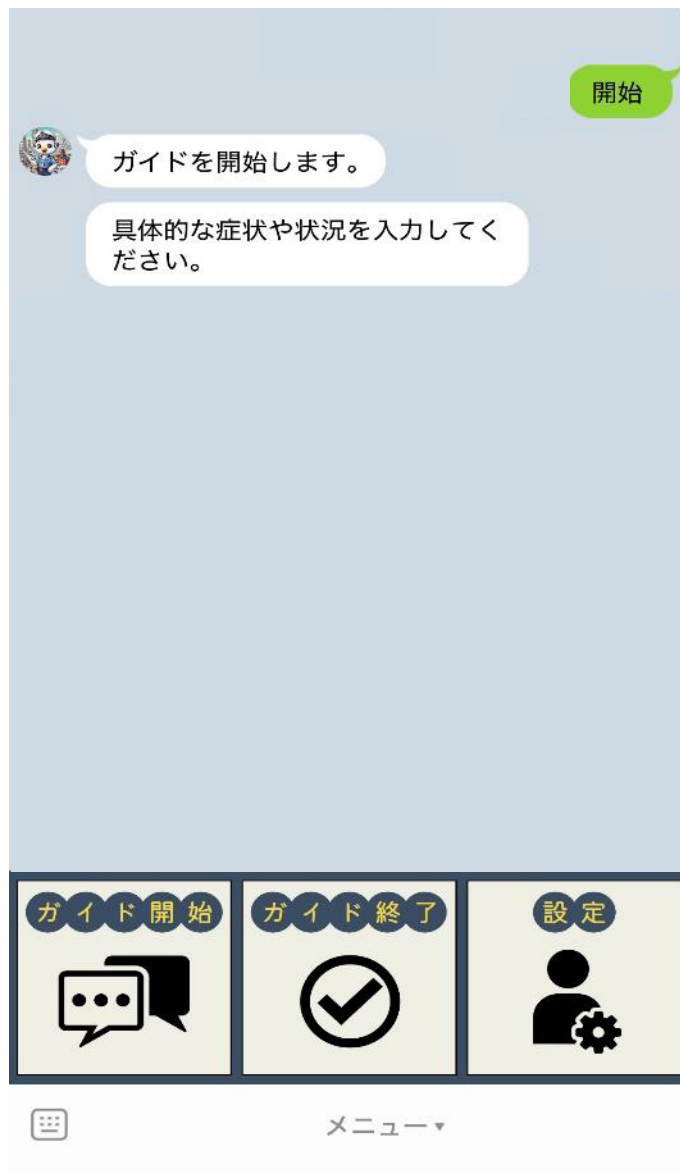 開始
ガイドを開始します。
具体的な症状や状況を入力してく
ださい。
ガイド開始
ガイド終了
設定
メニュー▾